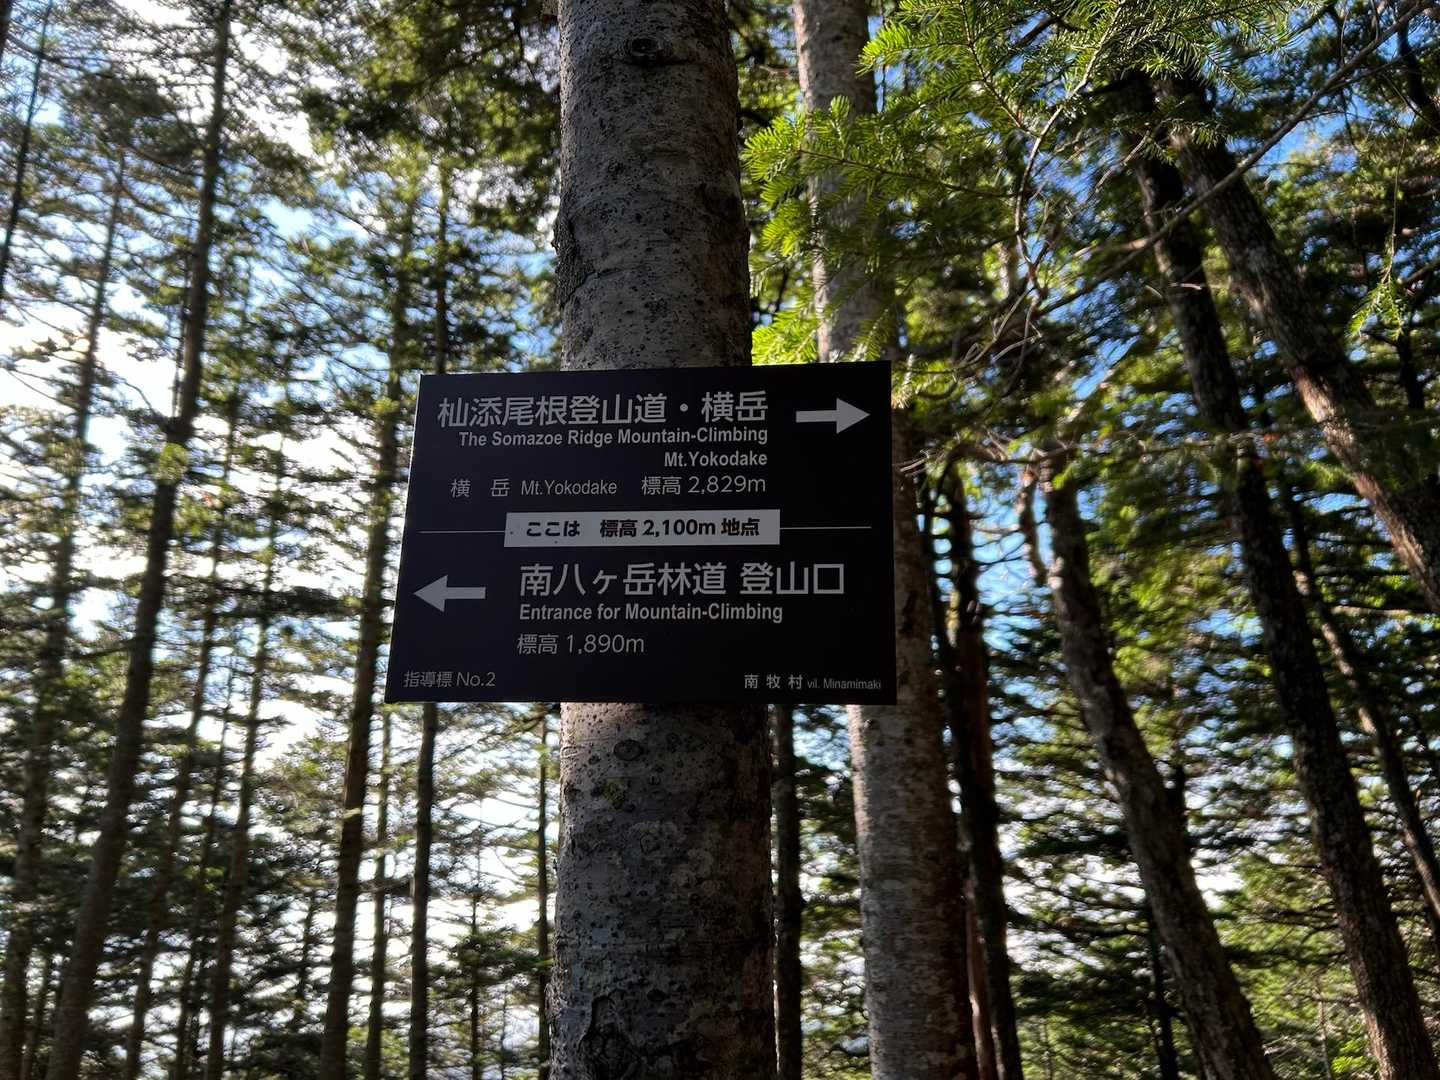 杣添尾根登山道・横岳
The Somazoe Ridge Mountain-Climbing
Mt.Yokodake
横 岳 Mt.Yokodake 標高 2,829m
ここは 標高 2,100m 地点
南八ヶ岳林道 登山口
Entrance for Mountain-Climbing
標高 1,890m
指導標 No.2
南 牧 村 vil. Minamimaki